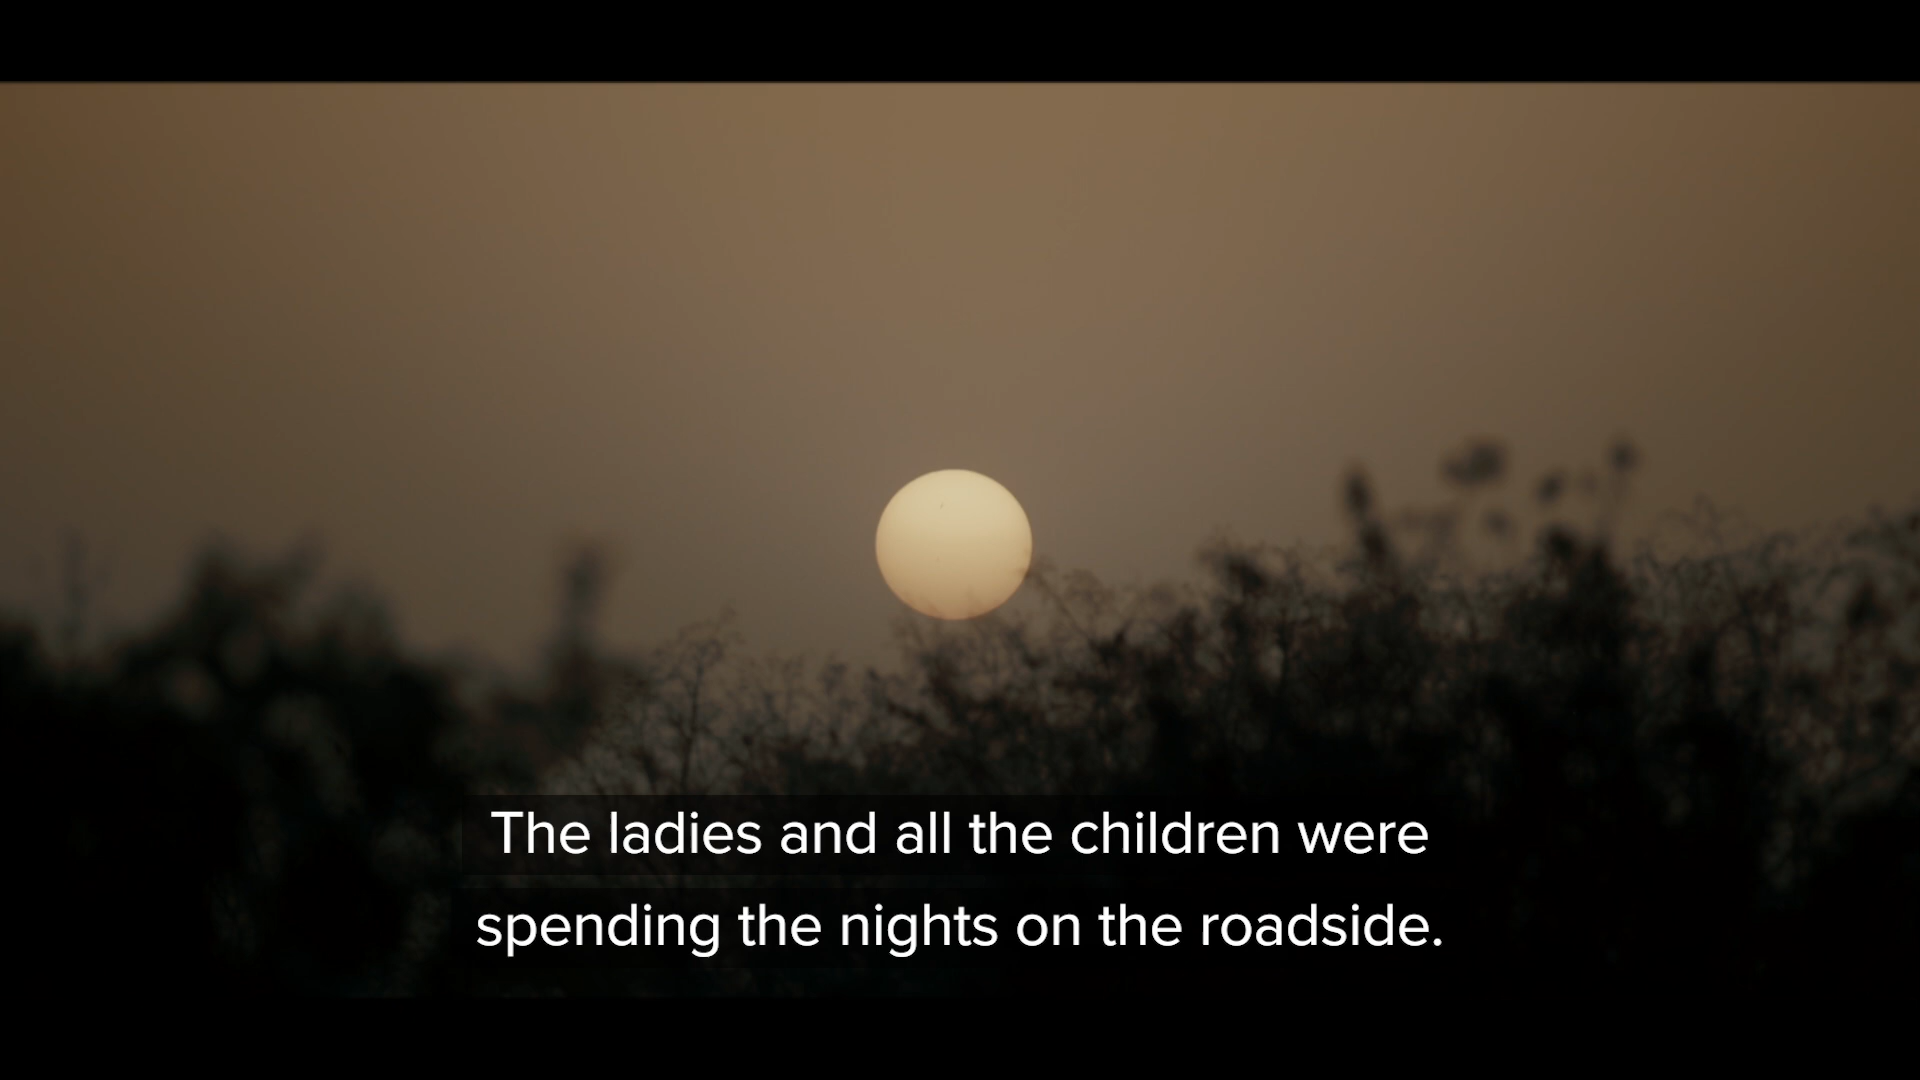 The ladies and all the children were
spending the nights on the roadside.